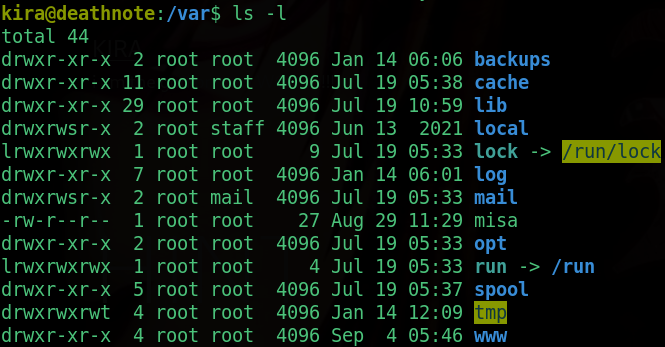 kira@deathnote:/var$ ls -l
total 44
drwxr-xr-x  2 root root  4096 Jan 14 06:06 backups
drwxr-xr-x 11 root root  4096 Jul 19 05:38 cache
drwxr-xr-x 29 root root  4096 Jul 19 10:59 lib
drwxrwsr-x  2 root staff 4096 Jun 13  2021 local
lrwxrwxrwx  1 root root     9 Jul 19 05:33 lock -> /run/lock
drwxr-xr-x  7 root root  4096 Jan 14 06:01 log
drwxrwsr-x  2 root mail  4096 Jul 19 05:33 mail
-rw-r--r--  1 root root    27 Aug 29 11:29 misa
drwxr-xr-x  2 root root  4096 Jul 19 05:33 opt
lrwxrwxrwx  1 root root     4 Jul 19 05:33 run -> /run
drwxr-xr-x  5 root root  4096 Jul 19 05:37 spool
drwxrwxrwt  4 root root  4096 Jan 14 12:09 tmp
drwxr-xr-x  4 root root  4096 Sep  4 05:46 www